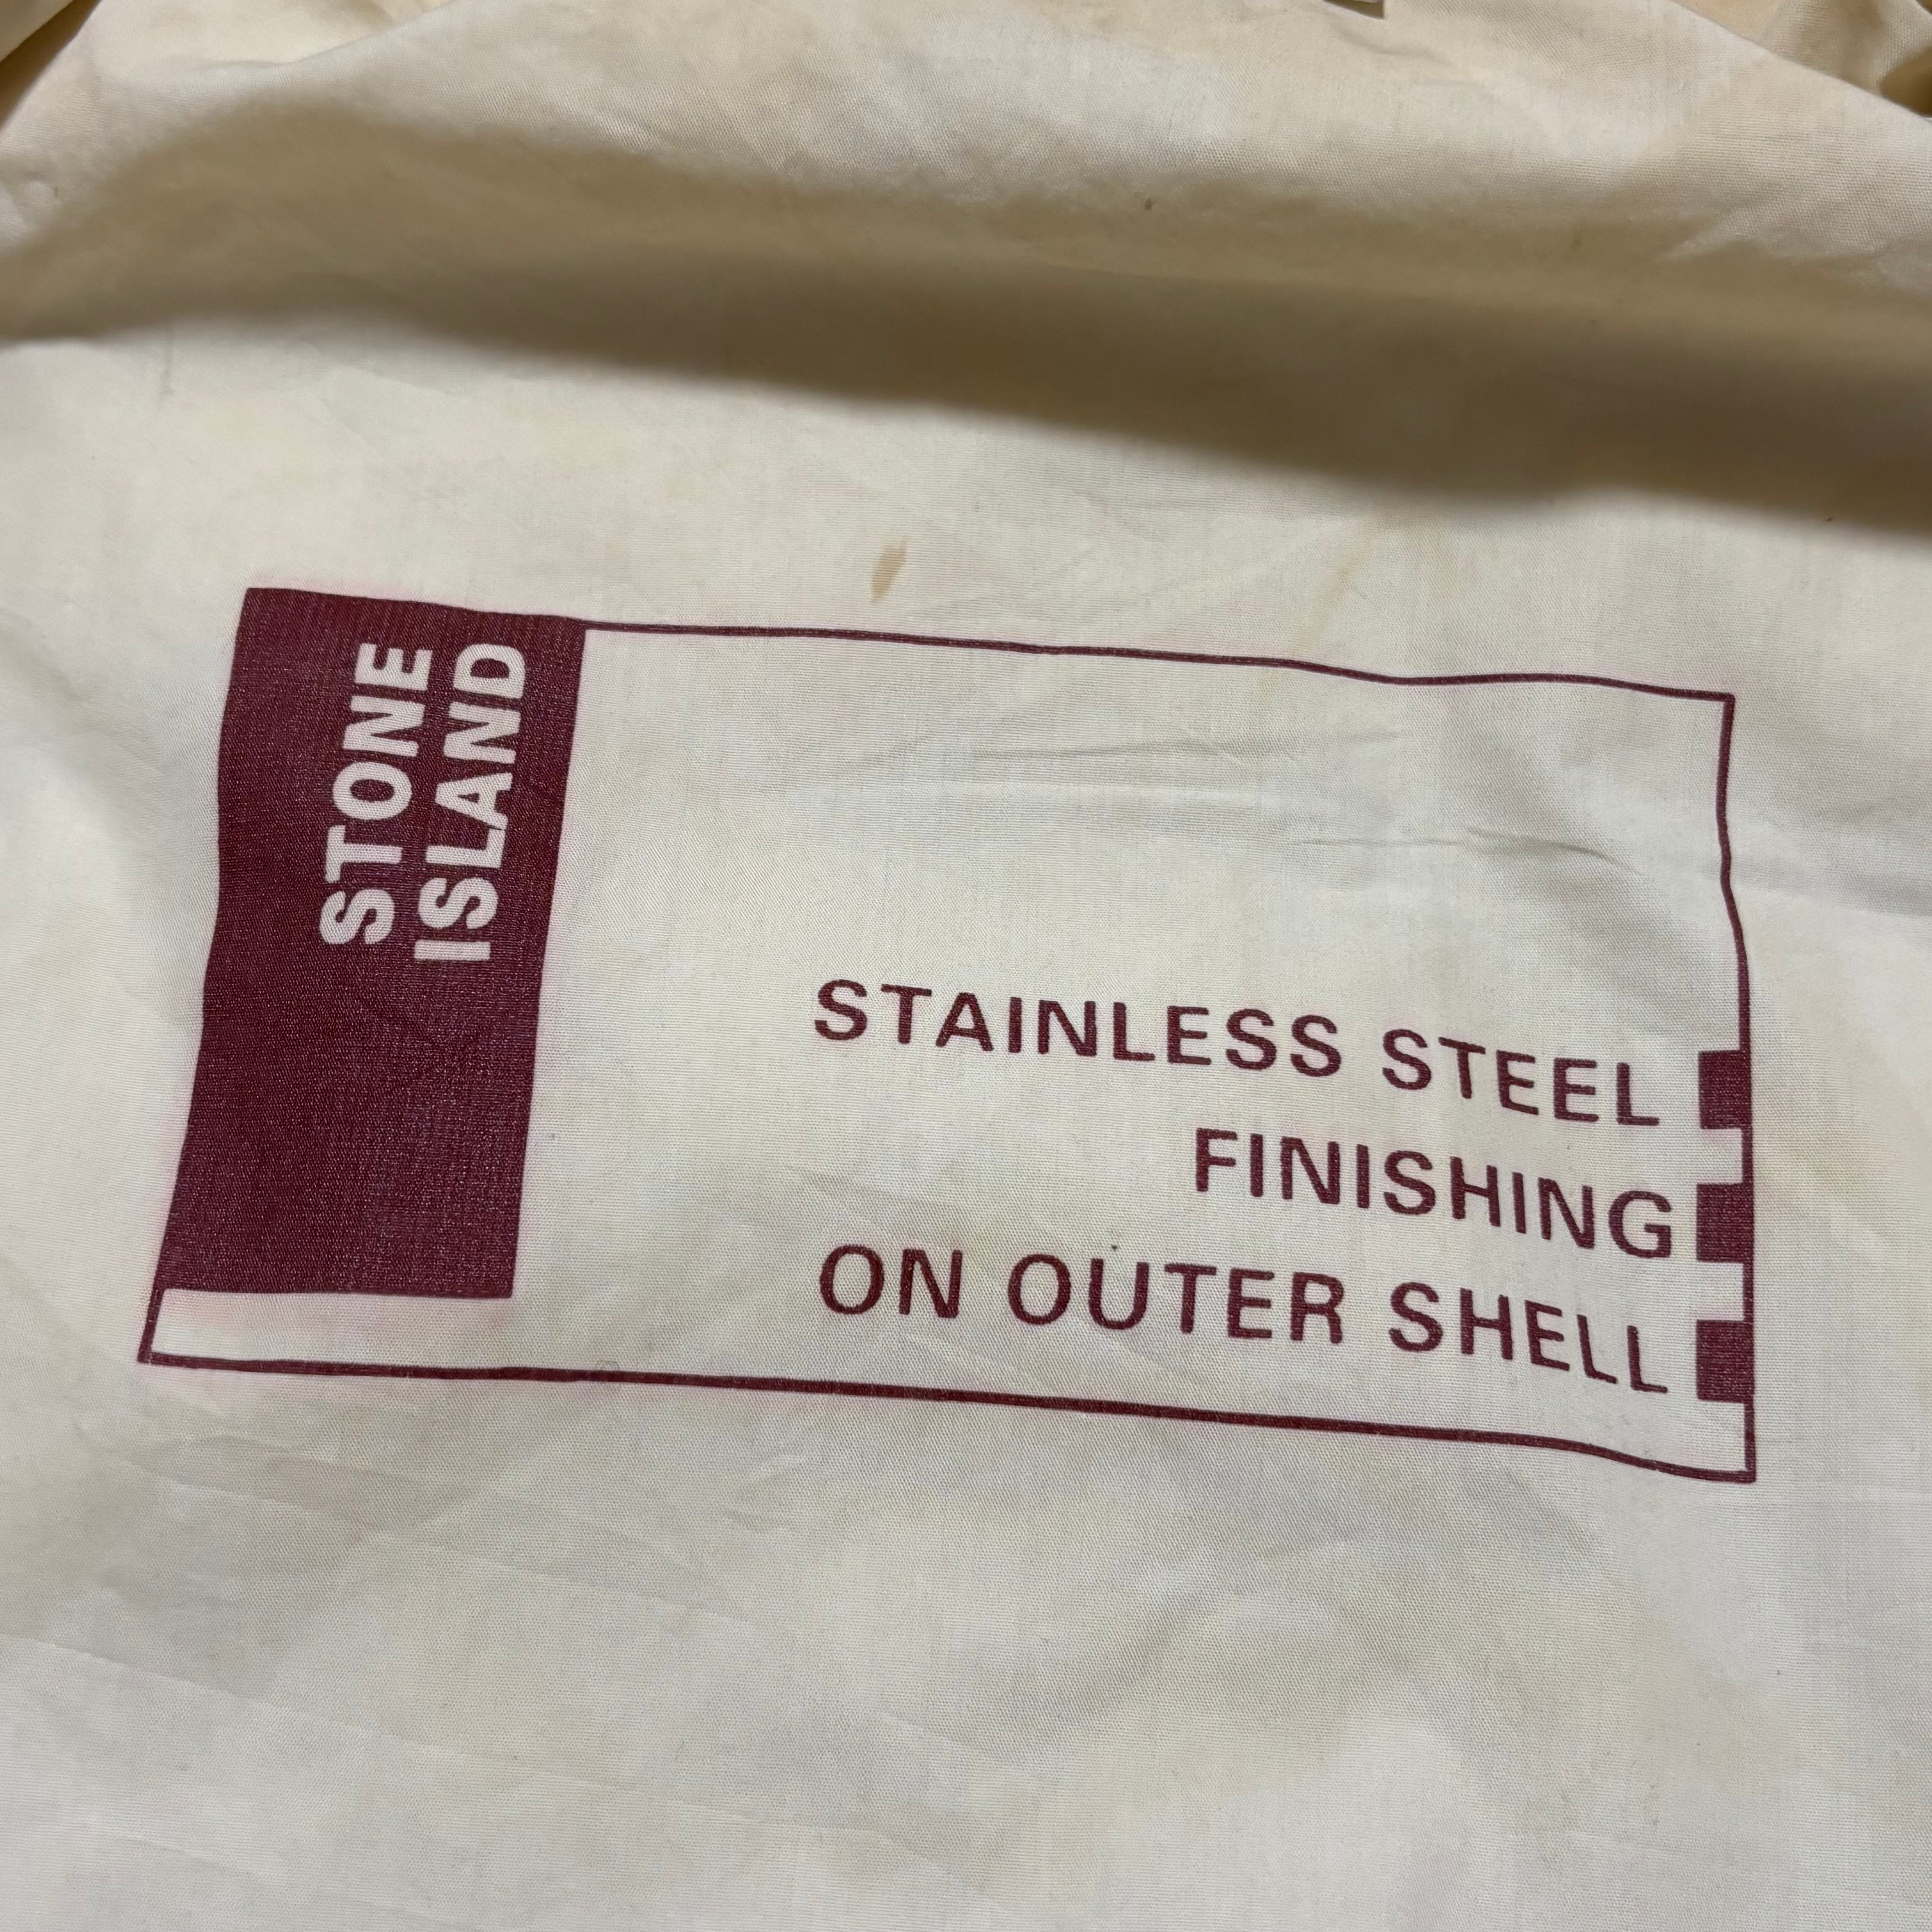 STONE
ISLAND
STAINLESS STEEL
FINISHING
ON OUTER SHELL